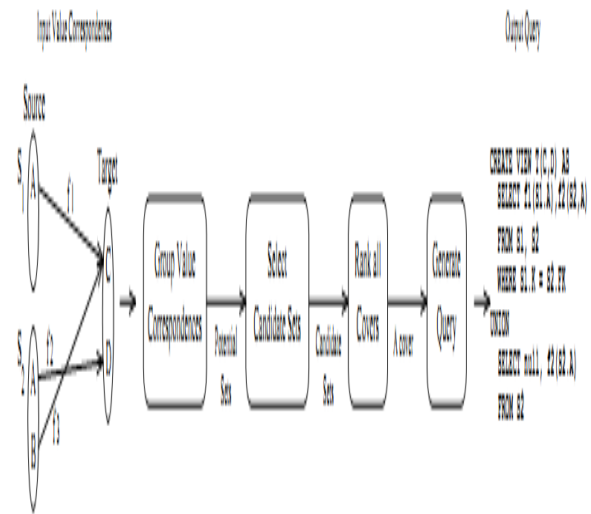 Input Value Correspondences
Output Query
Source
S1
A
f1
Target
C
D
S2
A
B
f2
f3
Group Value
Correspondences
Potential
Sets
Select
Candidate Sets
Candidate
Sets
Rank all
Covers
A cover
Generate
Query
CREATE VIEW T(C,D) AS
SELECT f1(S1.A),f2(S2.A)
FROM S1, S2
WHERE S1.K = S2.FK
UNION
SELECT null, f2(S2.A)
FROM S2